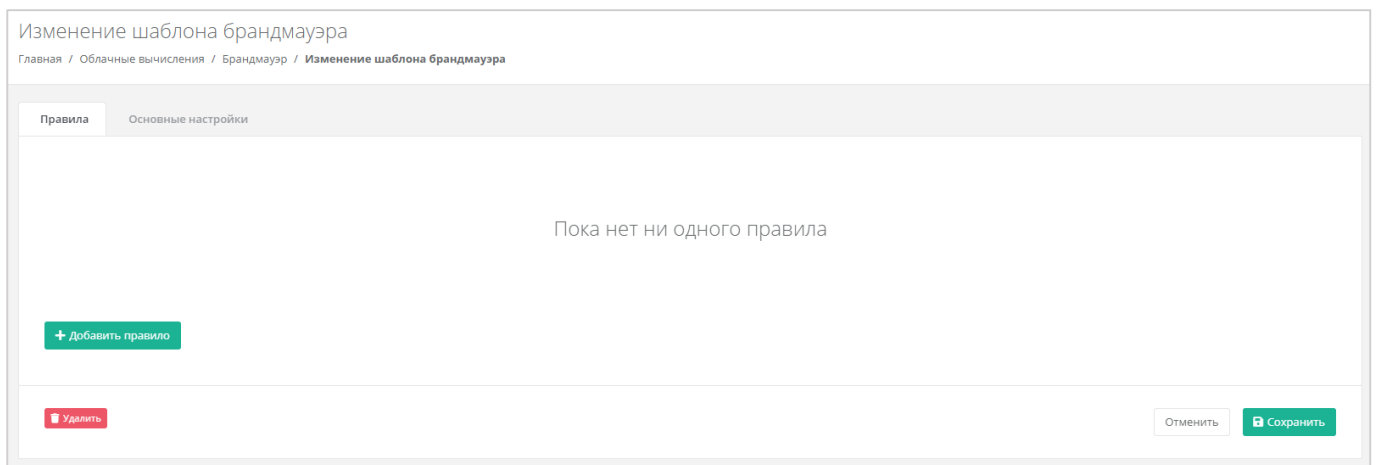 Изменение шаблона брандмауэра
Главная / Облачные вычисления / Брандмауэр / Изменение шаблона брандмауэра
Правила Основные настройки
Пока нет ни одного правила
+ Добавить правило
Удалить Отменить Сохранить